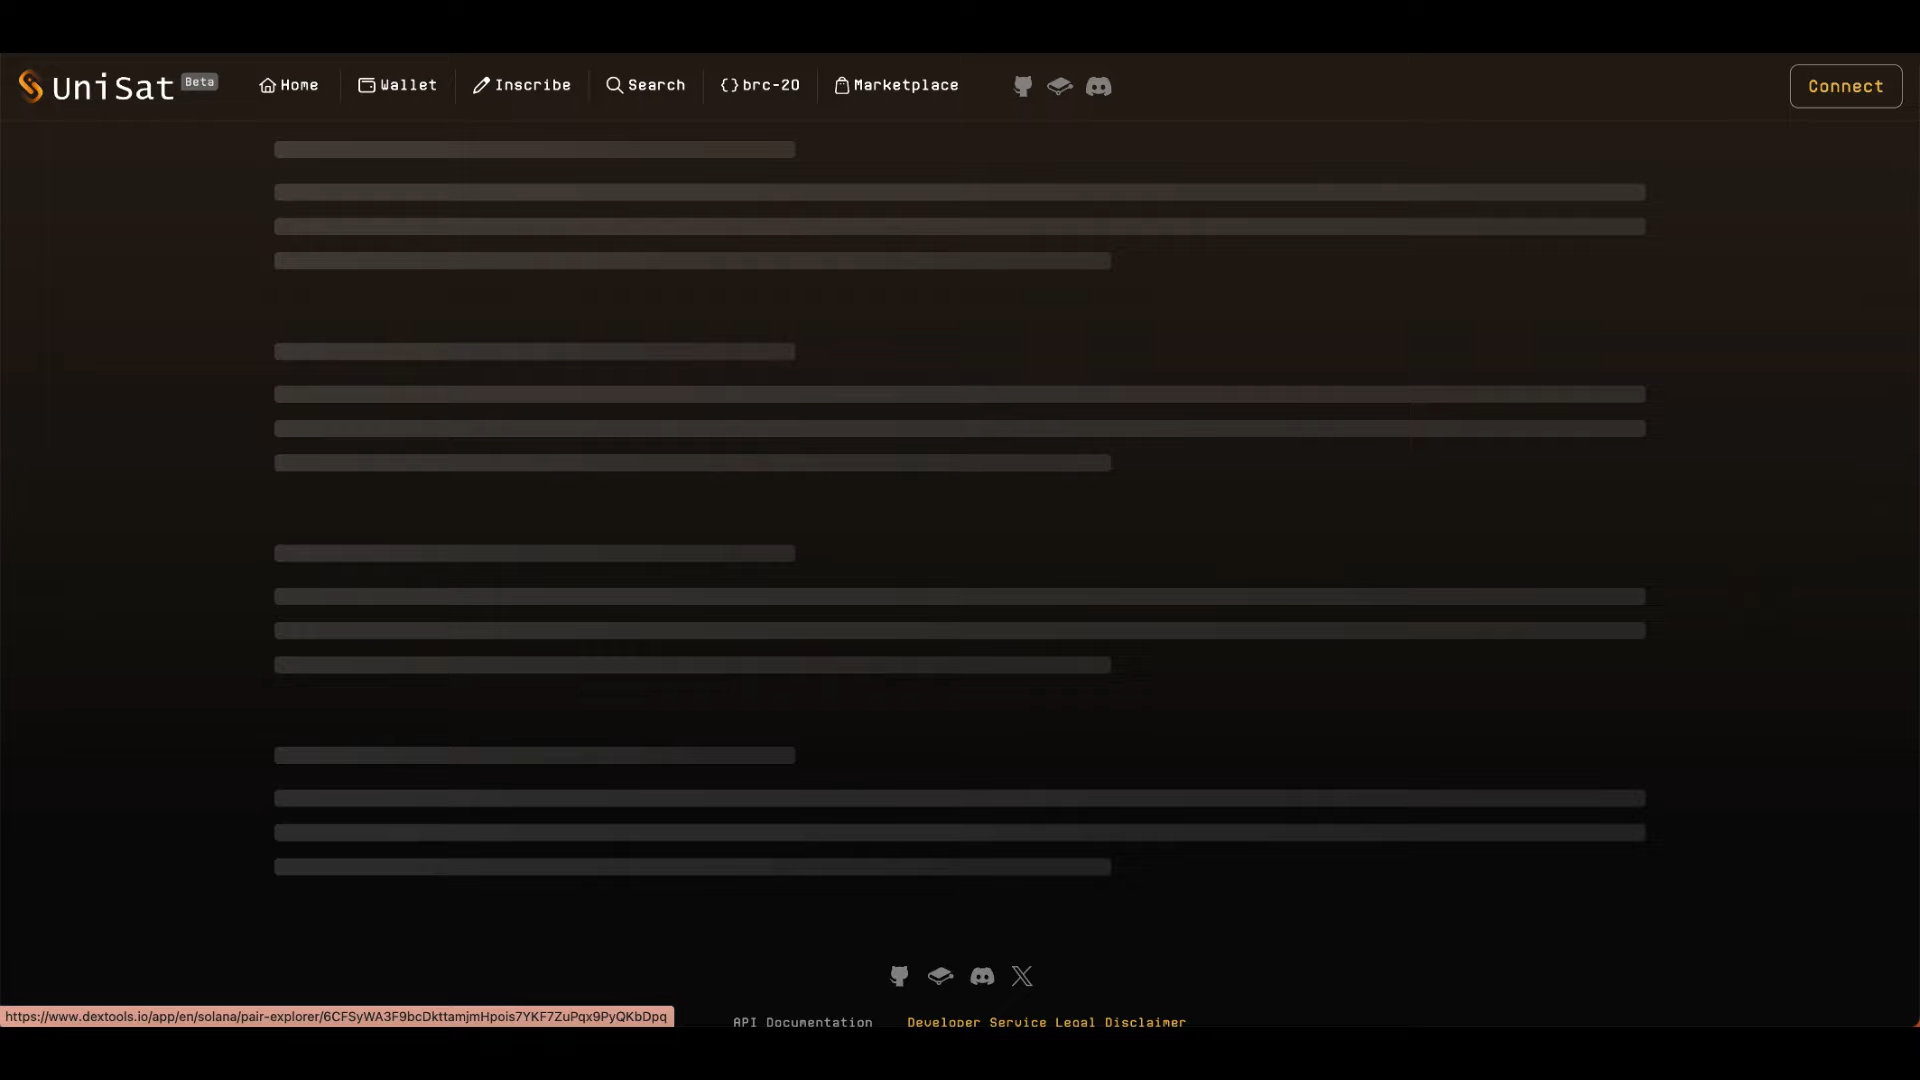 UniSat Beta Home Wallet Inscribe Search {} brc-20 Marketplace Connect
https://www.dextools.io/app/en/solana/pair-explorer/6CFSyWA3F9bcDkttamjmHpois7YKF7ZuPqx9PyQKbDpq
API Documentation Developer Service Legal Disclaimer